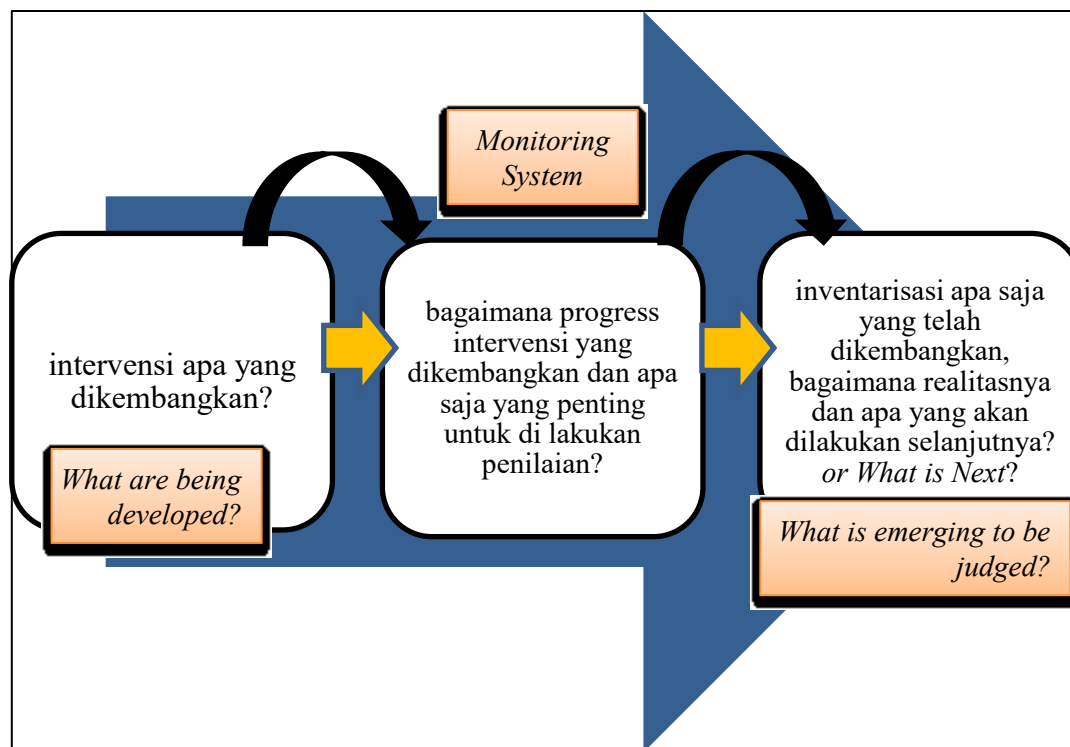 Monitoring
System
intervensi apa yang
dikembangkan?
What are being
developed?
bagaimana progress
intervensi yang
dikembangkan dan apa
saja yang penting
untuk di lakukan
penilaian?
inventarisasi apa saja
yang telah
dikembangkan,
bagaimana realitasnya
dan apa yang akan
dilakukan selanjutnya?
or What is Next?
What is emerging to be
judged?